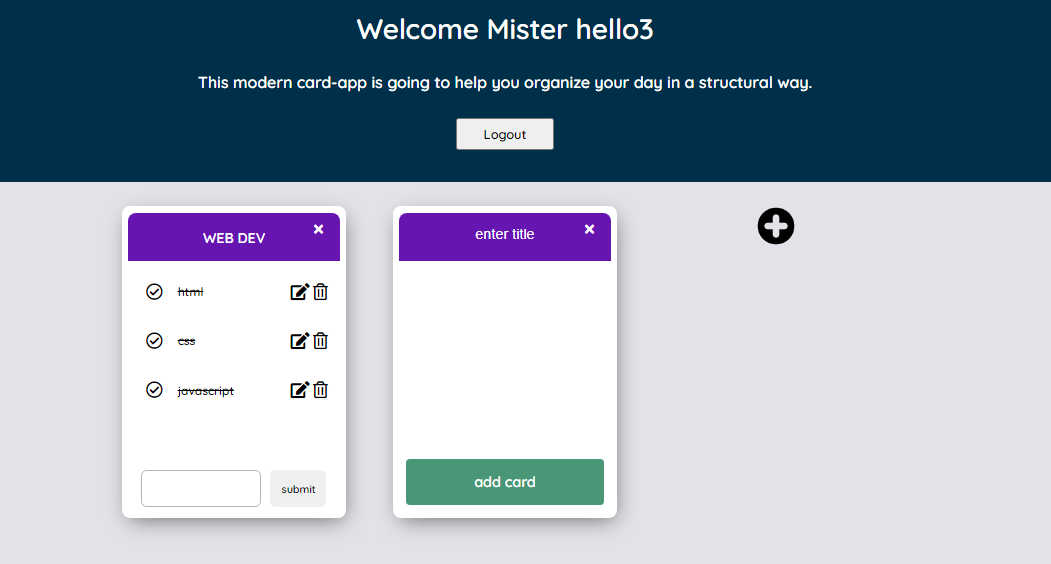 Welcome Mister hello3
This modern card-app is going to help you organize your day in a structural way.
Logout
WEB DEV
html
css
javascript
submit
enter title
add card